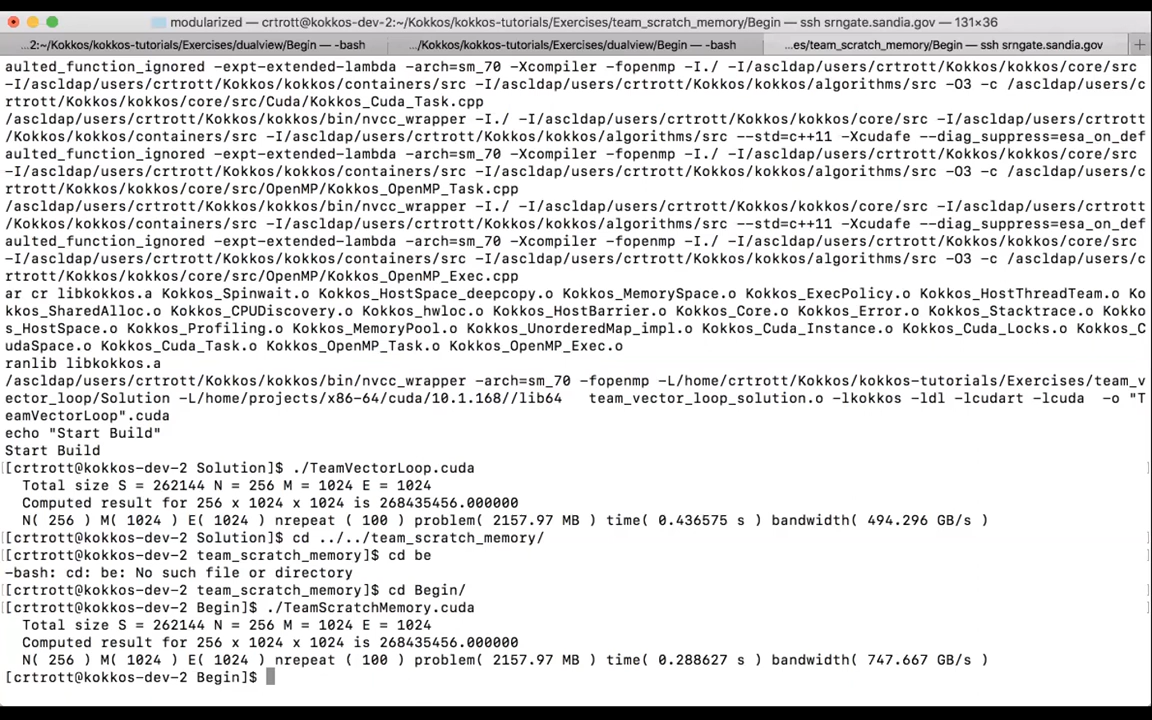 modularized — crtrott@kokkos-dev-2:~/Kokkos/kokkos-tutorials/Exercises/team_scratch_memory/Begin — ssh srngate.sandia.gov — 131×36
...2:~/Kokkos/kokkos-tutorials/Exercises/dualview/Begin — -bash
.../Kokkos/kokkos-tutorials/Exercises/dualview/Begin — -bash
...es/team_scratch_memory/Begin — ssh srngate.sandia.gov
+
aulted_function_ignored -expt-extended-lambda -arch=sm_70 -Xcompiler -fopenmp -I./ -I/ascldap/users/crtrott/Kokkos/kokkos/core/src
-I/ascldap/users/crtrott/Kokkos/kokkos/containers/src -I/ascldap/users/crtrott/Kokkos/kokkos/algorithms/src -O3 -c /ascldap/users/c
rtrott/Kokkos/kokkos/core/src/Cuda/Kokkos_Cuda_Task.cpp
/ascldap/users/crtrott/Kokkos/kokkos/bin/nvcc_wrapper -I./ -I/ascldap/users/crtrott/Kokkos/kokkos/core/src -I/ascldap/users/crtrott
/Kokkos/kokkos/containers/src -I/ascldap/users/crtrott/Kokkos/kokkos/algorithms/src --std=c++11 -Xcudafe --diag_suppress=esa_on_def
aulted_function_ignored -expt-extended-lambda -arch=sm_70 -Xcompiler -fopenmp -I./ -I/ascldap/users/crtrott/Kokkos/kokkos/core/src
-I/ascldap/users/crtrott/Kokkos/kokkos/containers/src -I/ascldap/users/crtrott/Kokkos/kokkos/algorithms/src -O3 -c /ascldap/users/c
rtrott/Kokkos/kokkos/core/src/OpenMP/Kokkos_OpenMP_Task.cpp
/ascldap/users/crtrott/Kokkos/kokkos/bin/nvcc_wrapper -I./ -I/ascldap/users/crtrott/Kokkos/kokkos/core/src -I/ascldap/users/crtrott
/Kokkos/kokkos/containers/src -I/ascldap/users/crtrott/Kokkos/kokkos/algorithms/src --std=c++11 -Xcudafe --diag_suppress=esa_on_def
aulted_function_ignored -expt-extended-lambda -arch=sm_70 -Xcompiler -fopenmp -I./ -I/ascldap/users/crtrott/Kokkos/kokkos/core/src
-I/ascldap/users/crtrott/Kokkos/kokkos/containers/src -I/ascldap/users/crtrott/Kokkos/kokkos/algorithms/src -O3 -c /ascldap/users/c
rtrott/Kokkos/kokkos/core/src/OpenMP/Kokkos_OpenMP_Exec.cpp
ar cr libkokkos.a Kokkos_Spinwait.o Kokkos_HostSpace_deepcopy.o Kokkos_MemorySpace.o Kokkos_ExecPolicy.o Kokkos_HostThreadTeam.o Ko
kkos_SharedAlloc.o Kokkos_CPUDiscovery.o Kokkos_hwloc.o Kokkos_HostBarrier.o Kokkos_Core.o Kokkos_Error.o Kokkos_Stacktrace.o Kokko
s_HostSpace.o Kokkos_Profiling.o Kokkos_MemoryPool.o Kokkos_UnorderedMap_impl.o Kokkos_Cuda_Instance.o Kokkos_Cuda_Locks.o Kokkos_C
udaSpace.o Kokkos_Cuda_Task.o Kokkos_OpenMP_Task.o Kokkos_OpenMP_Exec.o
ranlib libkokkos.a
/ascldap/users/crtrott/Kokkos/kokkos/bin/nvcc_wrapper -arch=sm_70 -fopenmp -L/home/crtrott/Kokkos/kokkos-tutorials/Exercises/team_v
ector_loop/Solution -L/home/projects/x86-64/cuda/10.1.168//lib64   team_vector_loop_solution.o -lkokkos -ldl -lcudart -lcuda  -o "T
eamVectorLoop".cuda
echo "Start Build"
Start Build
[crtrott@kokkos-dev-2 Solution]$ ./TeamVectorLoop.cuda
Total size S = 262144 N = 256 M = 1024 E = 1024
Computed result for 256 x 1024 x 1024 is 268435456.000000
N( 256 ) M( 1024 ) E( 1024 ) nrepeat ( 100 ) problem( 2157.97 MB ) time( 0.436575 s ) bandwidth( 494.296 GB/s )
[crtrott@kokkos-dev-2 Solution]$ cd ../../team_scratch_memory/
[crtrott@kokkos-dev-2 team_scratch_memory]$ cd be
-bash: cd: be: No such file or directory
[crtrott@kokkos-dev-2 team_scratch_memory]$ cd Begin/
[crtrott@kokkos-dev-2 Begin]$ ./TeamScratchMemory.cuda
Total size S = 262144 N = 256 M = 1024 E = 1024
Computed result for 256 x 1024 x 1024 is 268435456.000000
N( 256 ) M( 1024 ) E( 1024 ) nrepeat ( 100 ) problem( 2157.97 MB ) time( 0.288627 s ) bandwidth( 747.667 GB/s )
[crtrott@kokkos-dev-2 Begin]$